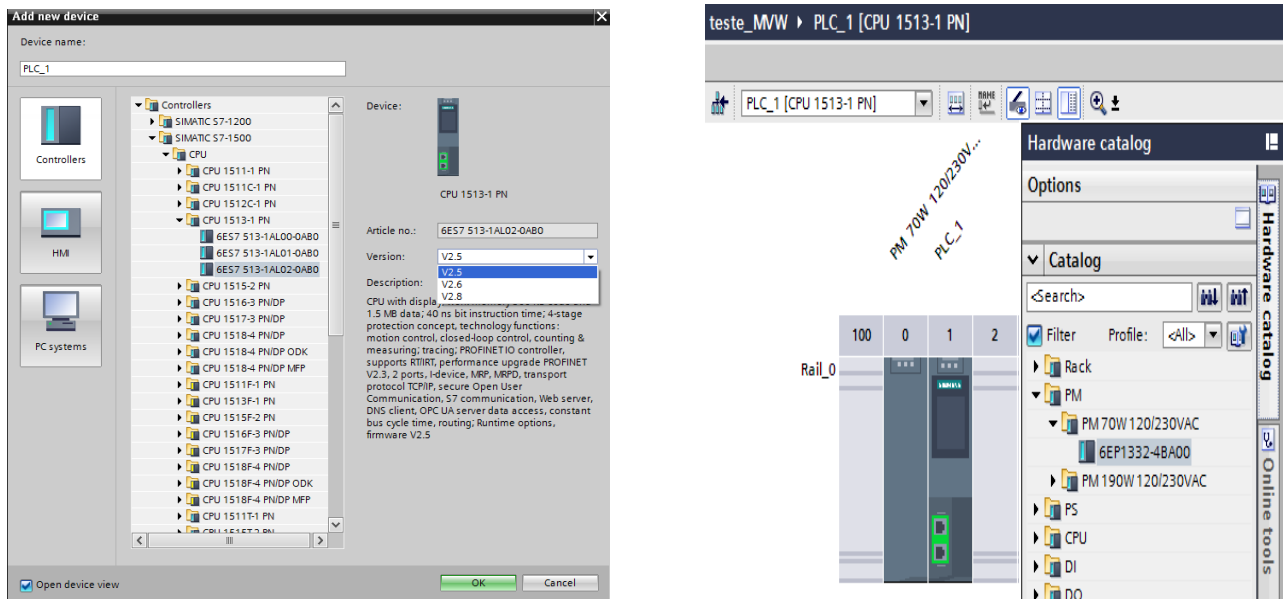 Add new device
Device name:
PLC_1
Controllers
HMI
PC systems
Controllers
SIMATIC S7-1200
SIMATIC S7-1500
CPU
CPU 1511-1 PN
CPU 1511C-1 PN
CPU 1512C-1 PN
CPU 1513-1 PN
6ES7 513-1AL00-0AB0
6ES7 513-1AL01-0AB0
6ES7 513-1AL02-0AB0
CPU 1515-2 PN
CPU 1516-3 PN/DP
CPU 1517-3 PN/DP
CPU 1518-4 PN/DP
CPU 1518-4 PN/DP ODK
CPU 1518-4 PN/DP MFP
CPU 1511F-1 PN
CPU 1513F-1 PN
CPU 1515F-2 PN
CPU 1516F-3 PN/DP
CPU 1517F-3 PN/DP
CPU 1518F-4 PN/DP
CPU 1518F-4 PN/DP ODK
CPU 1518F-4 PN/DP MFP
CPU 1511T-1 PN
Device:
CPU 1513-1 PN
Article no.: 6ES7 513-1AL02-0AB0
Version: V2.5
V2.5
V2.6
V2.8
Description:
CPU with display
1.5 MB data; 40 ns bit instruction time; 4-stage
protection concept, technology functions:
motion control, closed-loop control, counting &
measuring; tracing; PROFINET IO controller,
supports RT/IRT, performance upgrade PROFINET
V2.3, 2 ports, I-device, MRP, MRPD, transport
protocol TCP/IP, secure Open User
Communication, S7 communication, Web server,
DNS client, OPC UA server data access, constant
bus cycle time, routing; Runtime options,
firmware V2.5
Open device view
OK
Cancel
teste_MVW PLC_1 [CPU 1513-1 PN]
PLC_1 [CPU 1513-1 PN]
PM 70W 120/230V...
PLC_1
100 0 1 2
Rail_0
SIEMENS
Hardware catalog
Options
Catalog
<Search>
Filter Profile: <All>
Rack
PM
PM 70W 120/230VAC
6EP1332-4BA00
PM 190W 120/230VAC
PS
CPU
DI
DO
Hardware catalog
Online tools